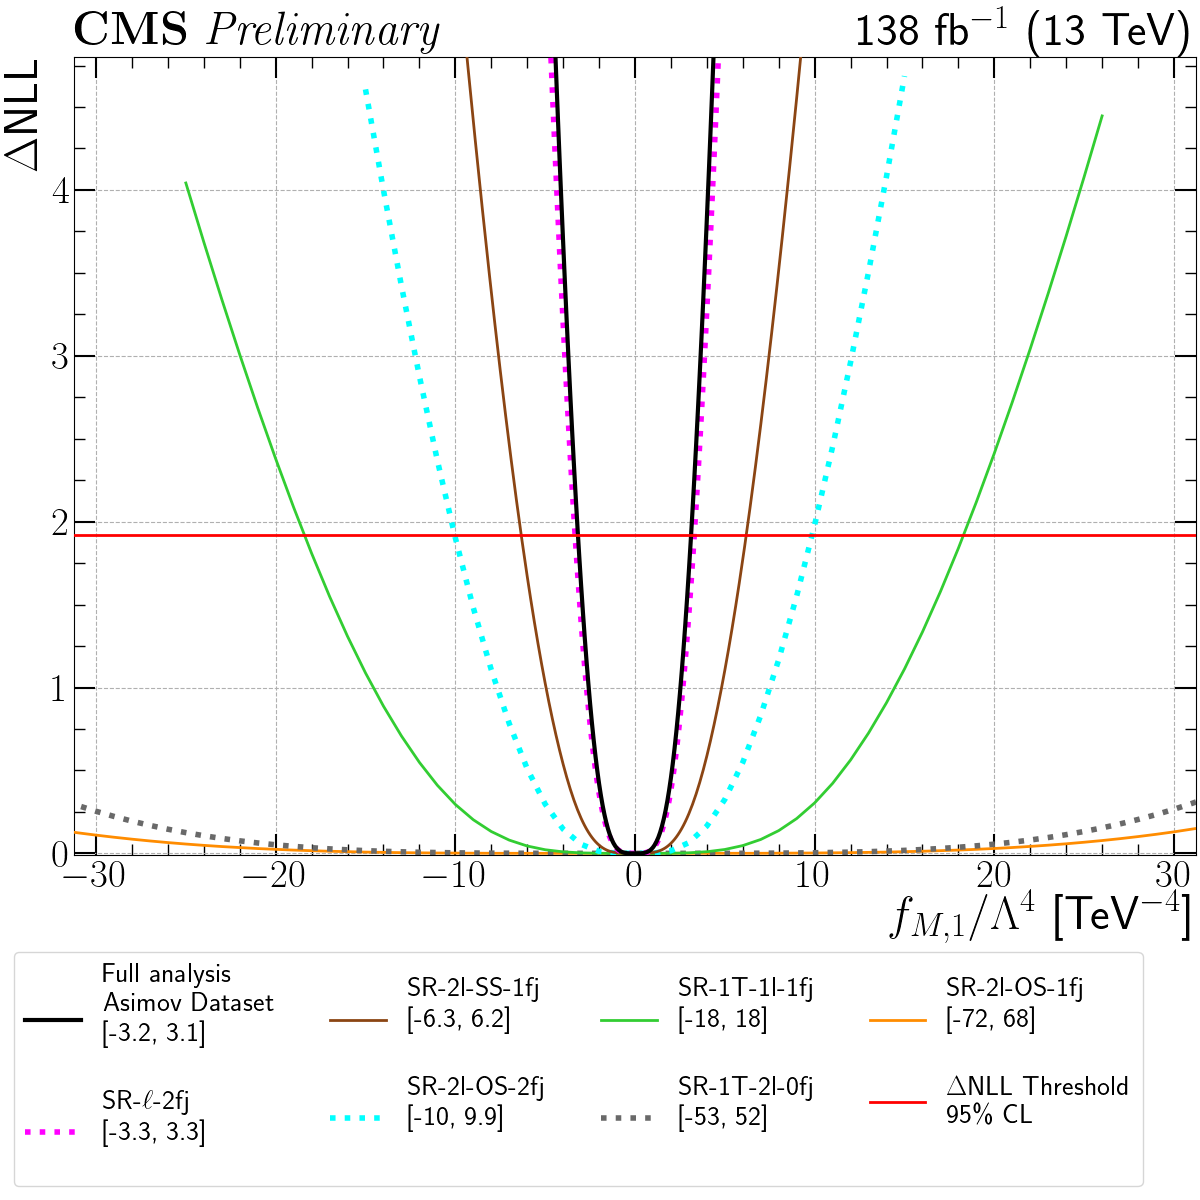 CMS Preliminary 138 fb⁻¹ (13 TeV)
ΔNLL
4
3
2
1
0
−30 −20 −10 0 10 20 30
f_{M,1}/Λ⁴ [TeV⁻⁴]
Full analysis
Asimov Dataset
[-3.2, 3.1]
SR-ℓ-2fj
[-3.3, 3.3]
SR-2l-SS-1fj
[-6.3, 6.2]
SR-2l-OS-2fj
[-10, 9.9]
SR-1T-1l-1fj
[-18, 18]
SR-1T-2l-0fj
[-53, 52]
SR-2l-OS-1fj
[-72, 68]
ΔNLL Threshold
95% CL